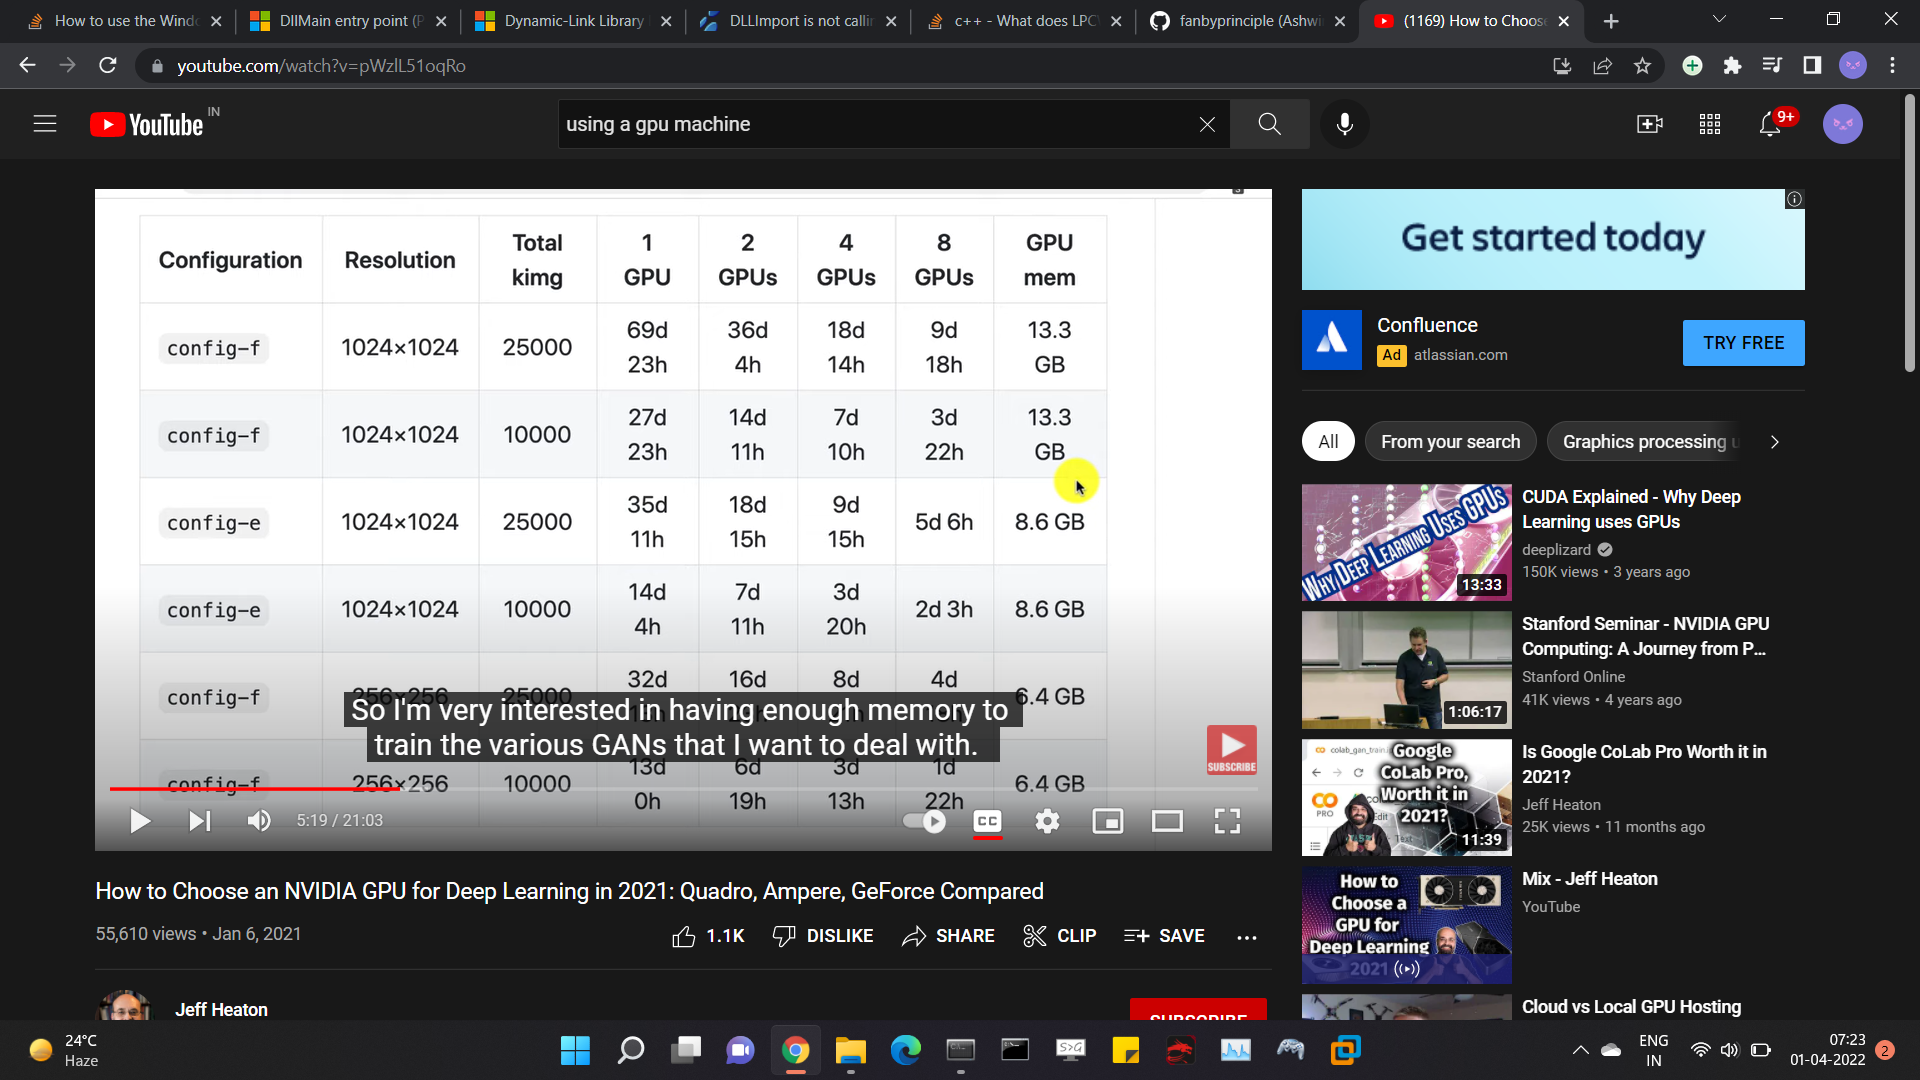 How to use the Windo
DllMain entry point (P
Dynamic-Link Library
DLLImport is not callin
c++ - What does LPCV
fanbyprinciple (Ashwin
(1169) How to Choose
youtube.com/watch?v=pWzlL51oqRo
YouTube IN
using a gpu machine
9+
Configuration Resolution Total kimg 1 GPU 2 GPUs 4 GPUs 8 GPUs GPU mem
config-f 1024×1024 25000 69d 23h 36d 4h 18d 14h 9d 18h 13.3 GB
config-f 1024×1024 10000 27d 23h 14d 11h 7d 10h 3d 22h 13.3 GB
config-e 1024×1024 25000 35d 11h 18d 15h 9d 15h 5d 6h 8.6 GB
config-e 1024×1024 10000 14d 4h 7d 11h 3d 20h 2d 3h 8.6 GB
config-f 256×256 25000 32d 16d 8d 4d 6.4 GB
So I'm very interested in having enough memory to
train the various GANs that I want to deal with.
config-f 256×256 10000 13d 0h 6d 19h 3d 13h 1d 22h 6.4 GB
SUBSCRIBE
5:19 / 21:03
CC
How to Choose an NVIDIA GPU for Deep Learning in 2021: Quadro, Ampere, GeForce Compared
55,610 views • Jan 6, 2021
1.1K
DISLIKE
SHARE
CLIP
SAVE
Jeff Heaton
SUBSCRIBE
Get started today
Confluence
Ad atlassian.com
TRY FREE
All
From your search
Graphics processing u
WHY DEEP LEARNING USES GPUs
13:33
CUDA Explained - Why Deep
Learning uses GPUs
deeplizard
150K views • 3 years ago
1:06:17
Stanford Seminar - NVIDIA GPU
Computing: A Journey from P...
Stanford Online
41K views • 4 years ago
Google
CoLab Pro,
Worth it in
2021?
PRO
11:39
Is Google CoLab Pro Worth it in
2021?
Jeff Heaton
25K views • 11 months ago
How to
Choose a
GPU for
Deep Learning
2021
Mix - Jeff Heaton
YouTube
Cloud vs Local GPU Hosting
24°C
Haze
S>G
ENG
IN
07:23
01-04-2022
2